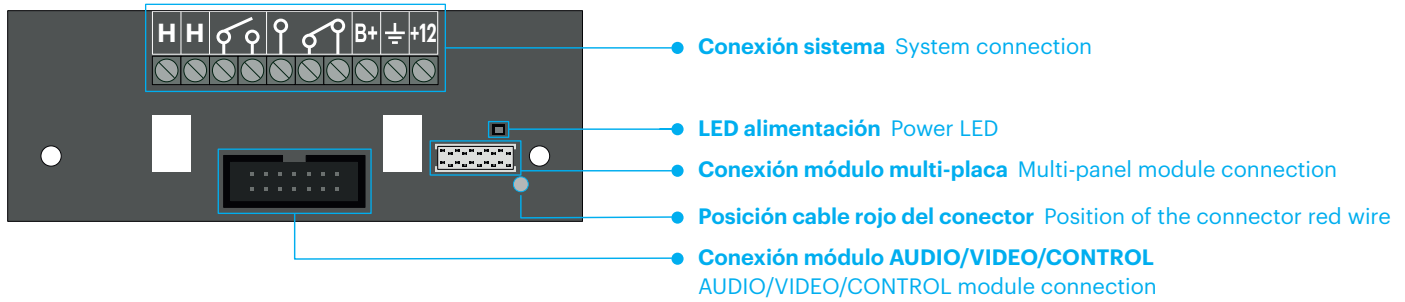 H H B+ +12
Conexión sistema System connection
LED alimentación Power LED
Conexión módulo multi-placa Multi-panel module connection
Posición cable rojo del conector Position of the connector red wire
Conexión módulo AUDIO/VIDEO/CONTROL
AUDIO/VIDEO/CONTROL module connection